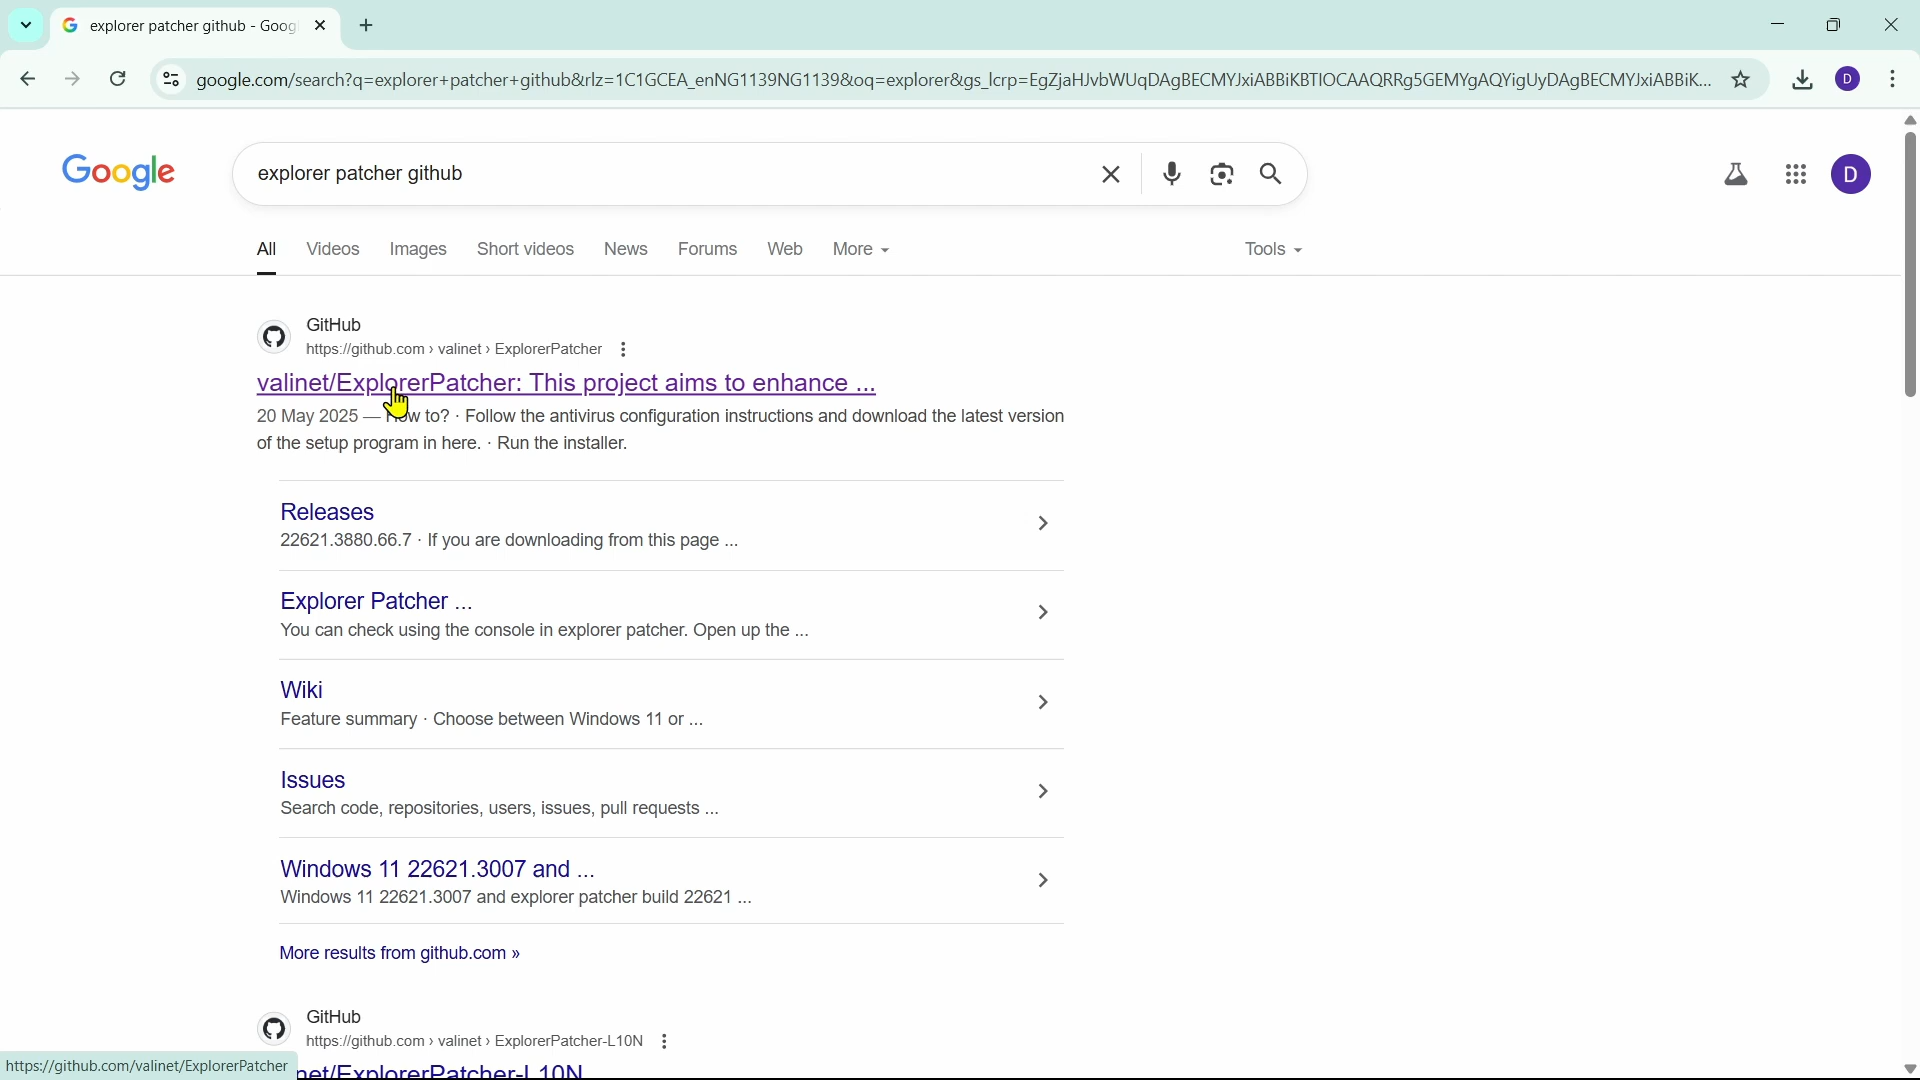 explorer patcher github - Goog
google.com/search?q=explorer+patcher+github&rlz=1C1GCEA_enNG1139NG1139&oq=explorer&gs_lcrp=EgZjaHJvbWUqDAgBECMYJxiABBiKBTIOCAAQRRg5GEMYgAQYigUyDAgBECMYJxiABBiK...
D
Google
explorer patcher github
D
All Videos Images Short videos News Forums Web More Tools
GitHub
https://github.com › valinet › ExplorerPatcher
valinet/ExplorerPatcher: This project aims to enhance ...
20 May 2025 — How to? · Follow the antivirus configuration instructions and download the latest version
of the setup program in here. · Run the installer.
Releases
22621.3880.66.7 · If you are downloading from this page ...
Explorer Patcher ...
You can check using the console in explorer patcher. Open up the ...
Wiki
Feature summary · Choose between Windows 11 or ...
Issues
Search code, repositories, users, issues, pull requests ...
Windows 11 22621.3007 and ...
Windows 11 22621.3007 and explorer patcher build 22621 ...
More results from github.com »
GitHub
https://github.com › valinet › ExplorerPatcher-L10N
https://github.com/valinet/ExplorerPatcher
net/ExplorerPatcher-L10N